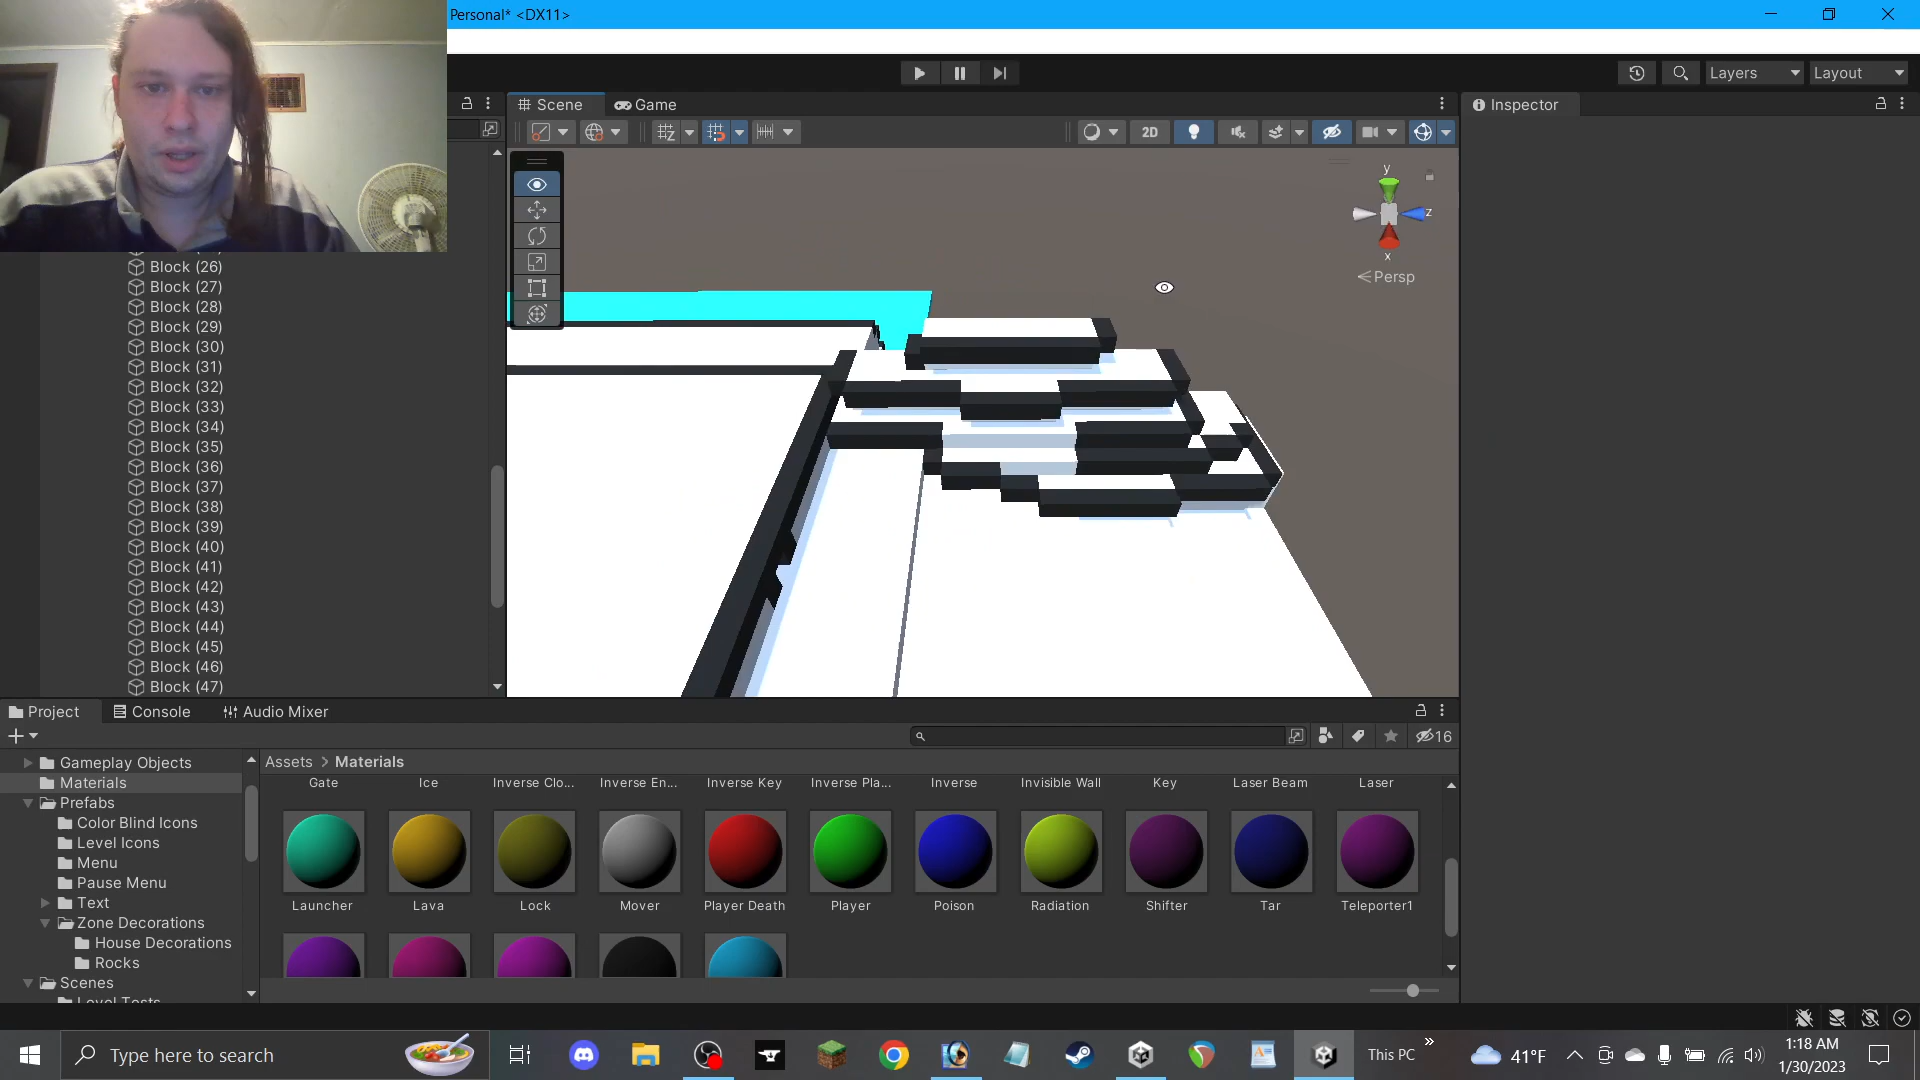 Personal* <DX11>
Layers
Layout
Scene
Game
Inspector
2D
y
z
x
Persp
Block (26)
Block (27)
Block (28)
Block (29)
Block (30)
Block (31)
Block (32)
Block (33)
Block (34)
Block (35)
Block (36)
Block (37)
Block (38)
Block (39)
Block (40)
Block (41)
Block (42)
Block (43)
Block (44)
Block (45)
Block (46)
Block (47)
Project
Console
Audio Mixer
16
Gameplay Objects
Materials
Prefabs
Color Blind Icons
Level Icons
Menu
Pause Menu
Text
Zone Decorations
House Decorations
Rocks
Scenes
Level Tests
Assets > Materials
Gate
Ice
Inverse Clo...
Inverse En...
Inverse Key
Inverse Pla...
Inverse
Invisible Wall
Key
Laser Beam
Laser
Launcher
Lava
Lock
Mover
Player Death
Player
Poison
Radiation
Shifter
Tar
Teleporter1
Type here to search
This PC
41°F
1:18 AM
1/30/2023